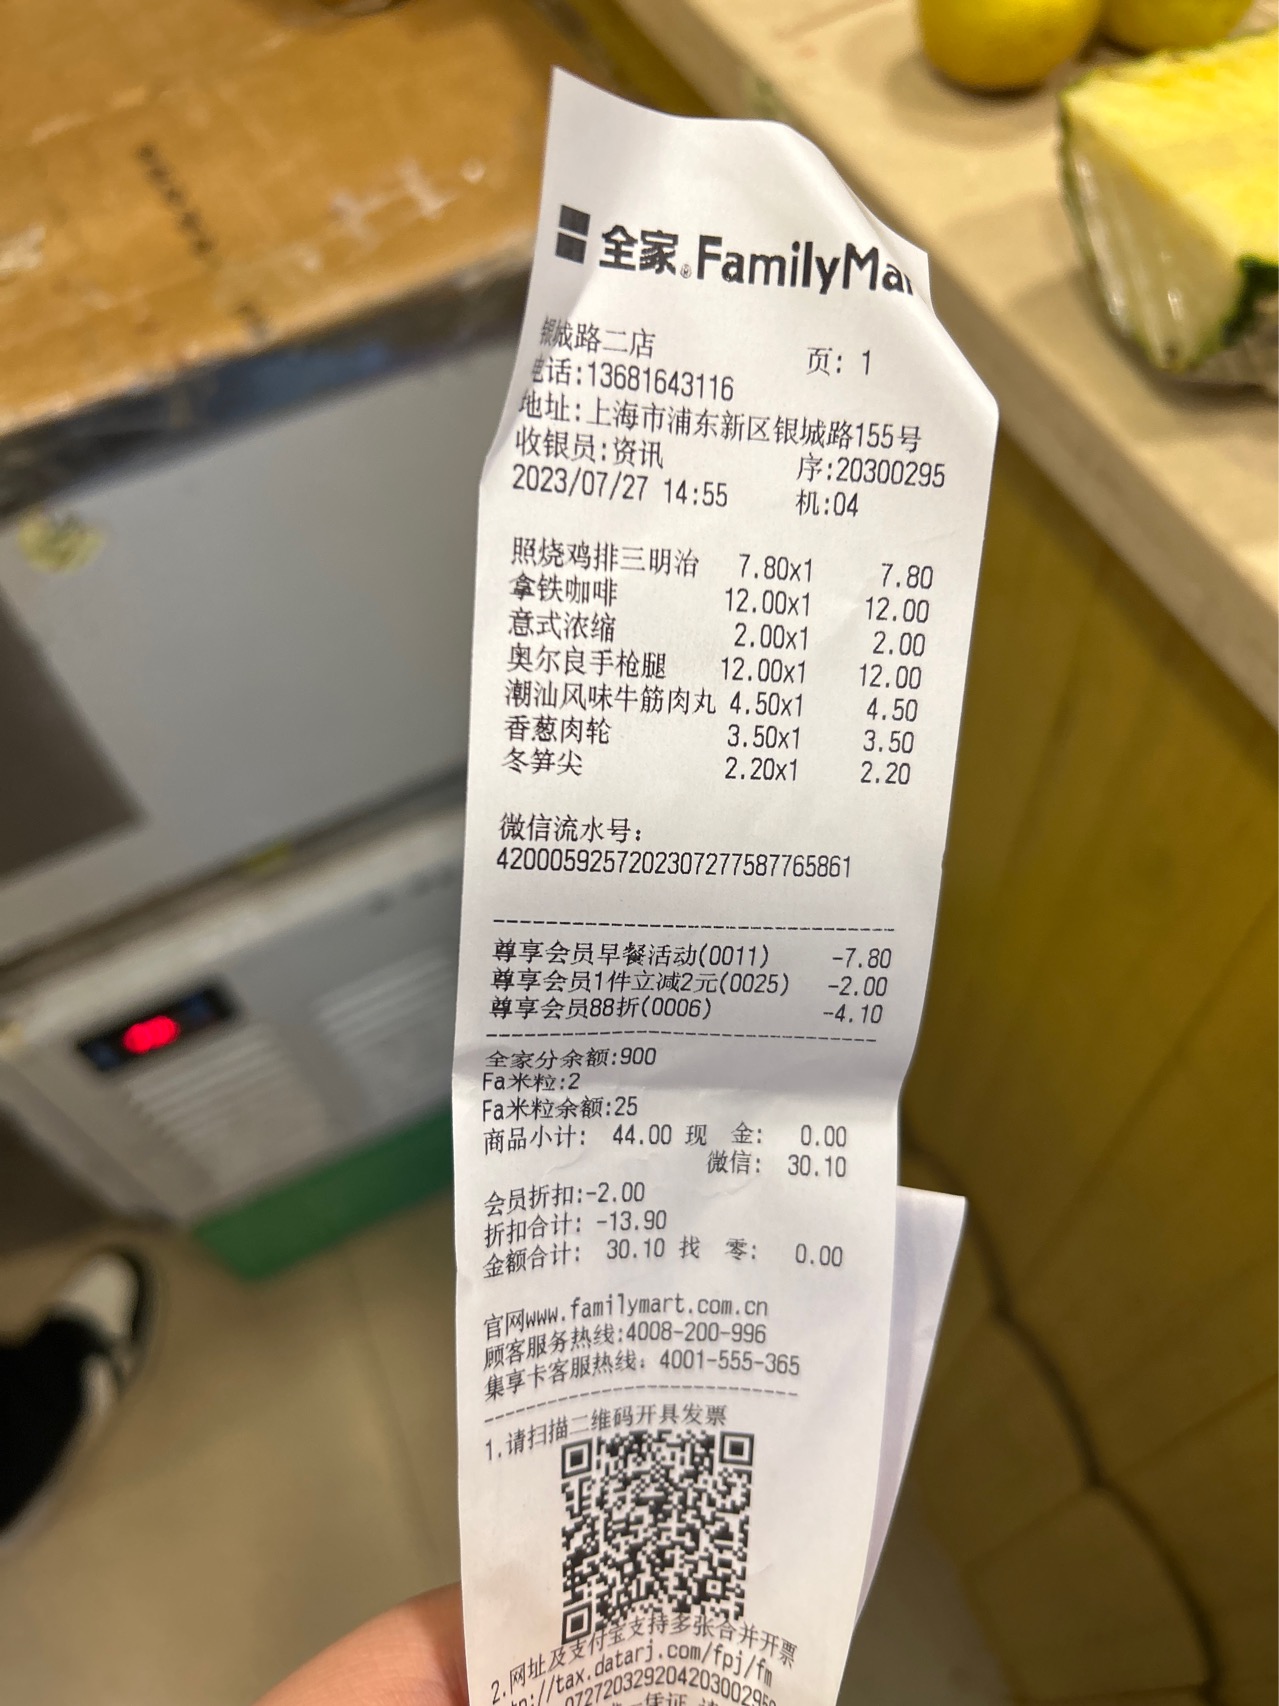 全家®FamilyMa
银城路二店 页: 1
电话:13681643116
地址:上海市浦东新区银城路155号
收银员:资讯 序:20300295
2023/07/27 14:55 机:04
照烧鸡排三明治 7.80x1 7.80
拿铁咖啡 12.00x1 12.00
意式浓缩 2.00x1 2.00
奥尔良手枪腿 12.00x1 12.00
潮汕风味牛筋肉丸 4.50x1 4.50
香葱肉轮 3.50x1 3.50
冬笋尖 2.20x1 2.20
微信流水号:
4200059257202307277587765861
尊享会员早餐活动(0011) -7.80
尊享会员1件立减2元(0025) -2.00
尊享会员88折(0006) -4.10
全家分余额:900
Fa米粒:2
Fa米粒余额:25
商品小计: 44.00 现 金: 0.00
微信: 30.10
会员折扣:-2.00
折扣合计: -13.90
金额合计: 30.10 找 零: 0.00
官网www.familymart.com.cn
顾客服务热线:4008-200-996
集享卡客服热线: 4001-555-365
1.请扫描二维码开具发票
2.网址及支付宝支持多张合并开票
://tax.datarj.com/fpj/fm